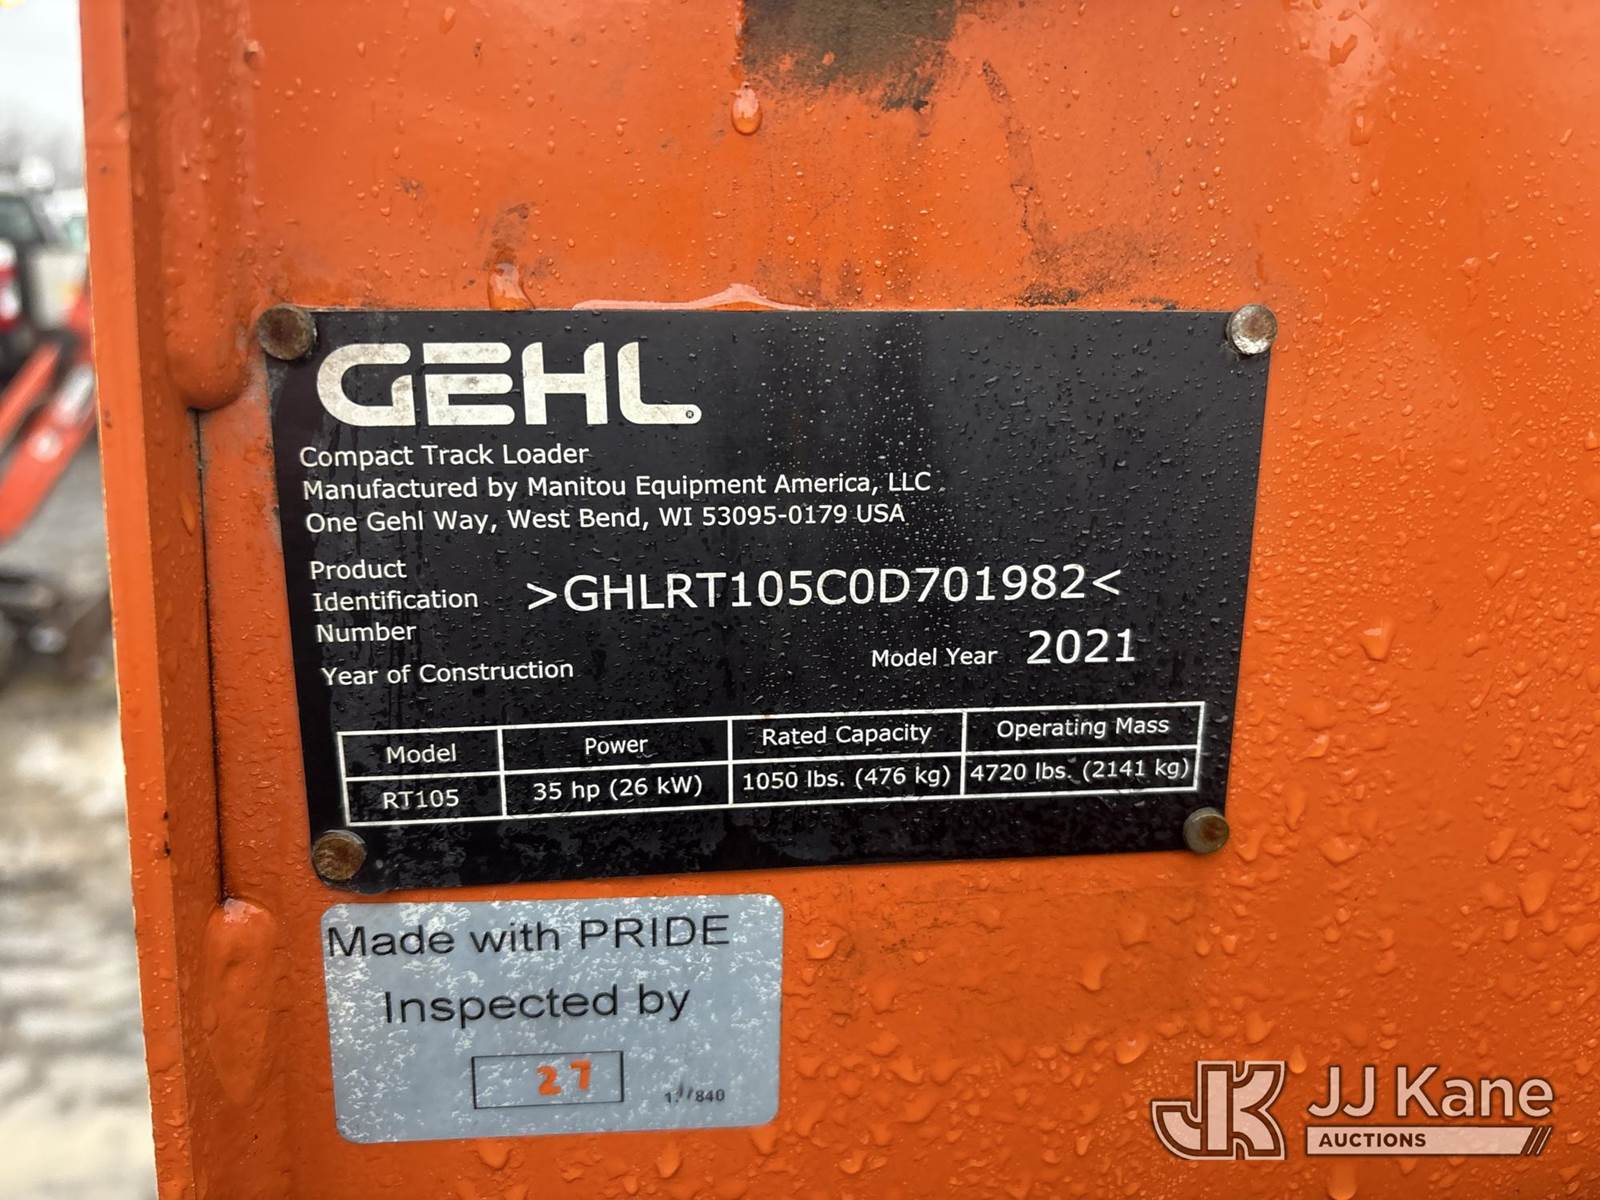 GEHL®
Compact Track Loader
Manufactured by Manitou Equipment America, LLC
One Gehl Way, West Bend, WI 53095-0179 USA
Product
Identification
Number
>GHLRT105C0D701982<
Year of Construction
Model Year 2021
Model Power Rated Capacity Operating Mass
RT105 35 hp (26 kW) 1050 lbs. (476 kg) 4720 lbs. (2141 kg)
Made with PRIDE
Inspected by
27
JK JJ Kane
AUCTIONS